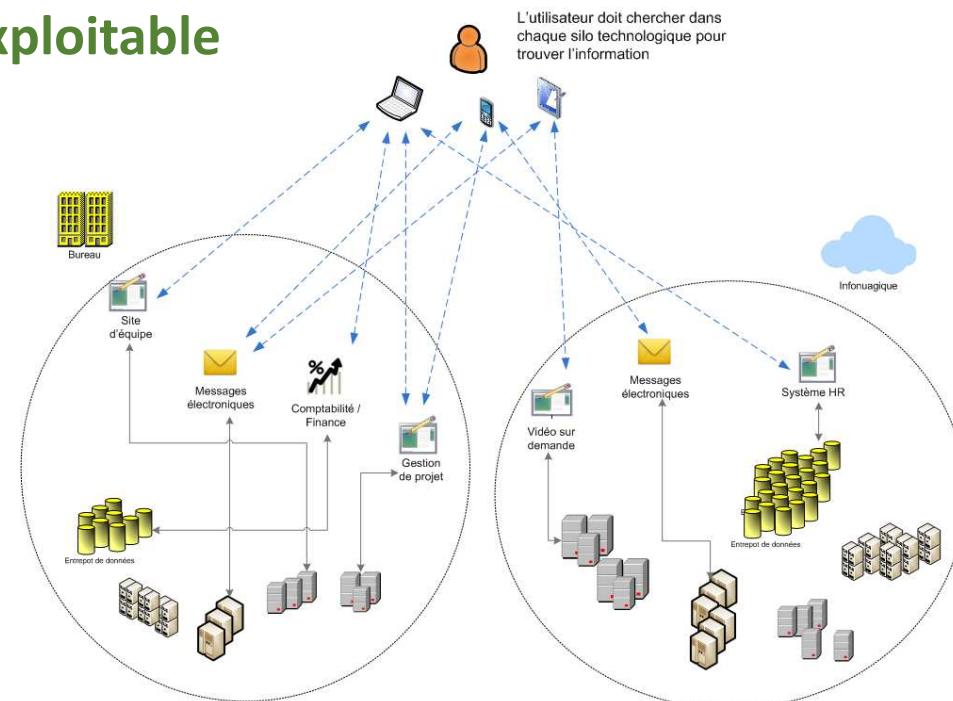 xploitable
L'utilisateur doit chercher dans
chaque silo technologique pour
trouver l'information
Bureau
Infonuagique
Site
d'équipe
Messages
électroniques
%
Comptabilité /
Finance
Gestion
de projet
Entrepot de données
Messages
électroniques
Vidéo sur
demande
Système HR
Entrepot de données